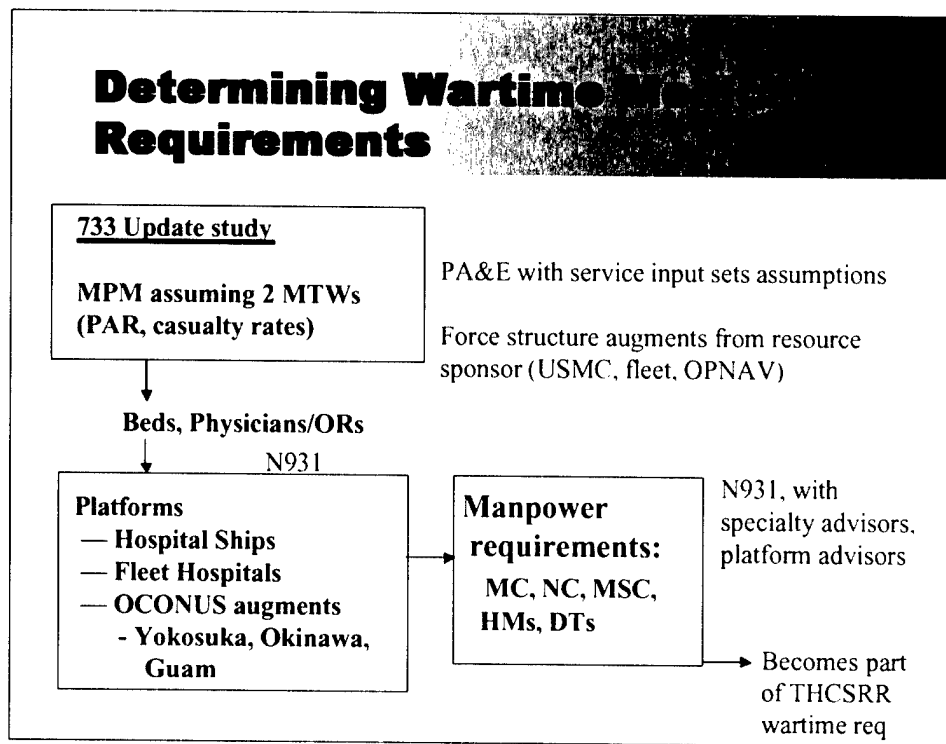 Determining Wartime
Requirements
733 Update study
MPM assuming 2 MTWs
(PAR, casualty rates)
PA&E with service input sets assumptions
Force structure augments from resource
sponsor (USMC, fleet, OPNAV)
Beds, Physicians/ORs
N931
Platforms
— Hospital Ships
— Fleet Hospitals
— OCONUS augments
- Yokosuka, Okinawa,
Guam
Manpower
requirements:
MC, NC, MSC,
HMs, DTs
N931, with
specialty advisors,
platform advisors
Becomes part
of THCSRR
wartime req